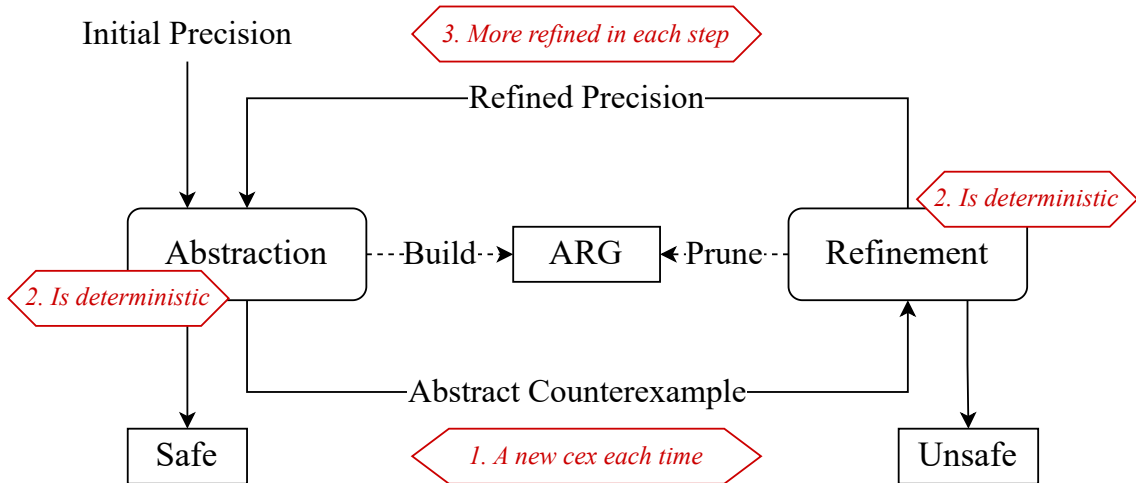 Initial Precision
3. More refined in each step
Refined Precision
2. Is deterministic
Abstraction
Build
ARG
Prune
Refinement
2. Is deterministic
Abstract Counterexample
Safe
1. A new cex each time
Unsafe